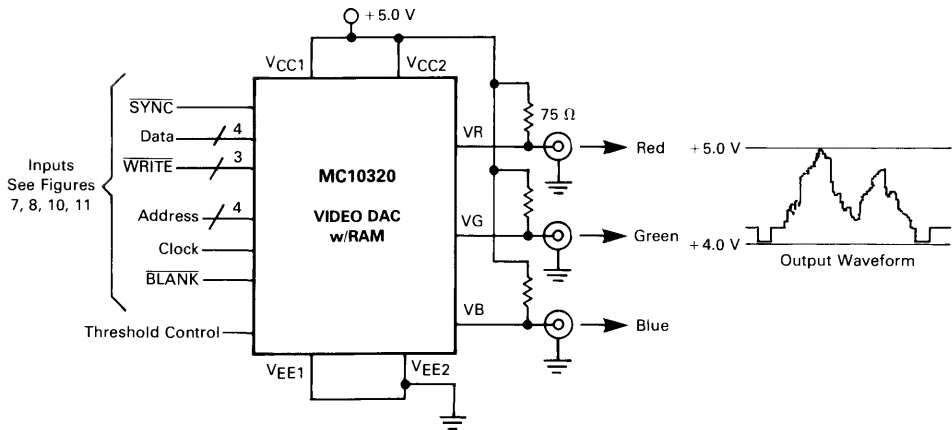 +5.0 V
VCC1
VCC2
SYNC
Data
4
WRITE
3
Address
4
Clock
BLANK
Threshold Control
Inputs
See Figures
7, 8, 10, 11
MC10320
VIDEO DAC
w/RAM
VR
VG
VB
75 Ω
Red
Green
Blue
VEE1
VEE2
+5.0 V
+4.0 V
Output Waveform